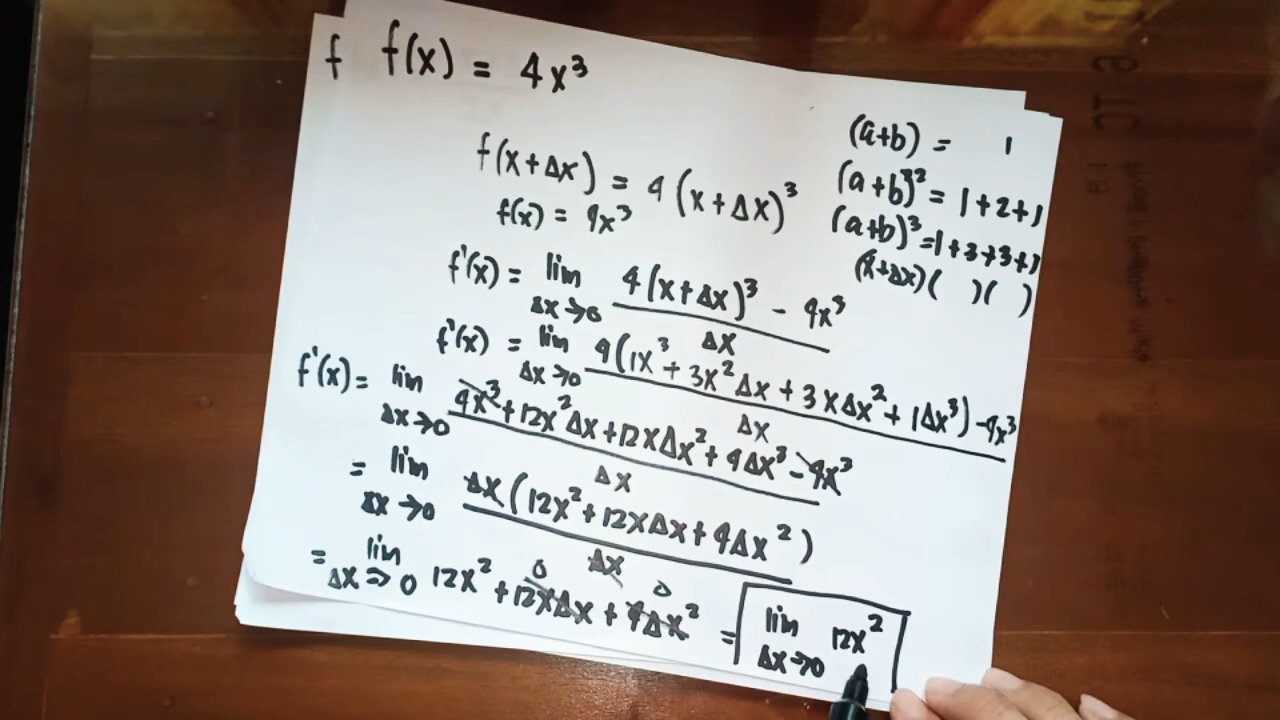 f f(x) = 4x³
(a+b) = 1
f(x+Δx) = 4(x+Δx)³
(a+b)² = 1+2+1
f(x) = 4x³
(a+b)³ = 1+3+3+1
(x+Δx)( )( )
f'(x) = lim Δx→0 4(x+Δx)³ - 4x³ / Δx
f'(x) = lim Δx→0 4(1x³ + 3x²Δx + 3xΔx² + 1Δx³) - 4x³ / Δx
f'(x) = lim Δx→0 4x³ + 12x²Δx + 12xΔx² + 4Δx³ - 4x³ / Δx
= lim Δx→0 Δx(12x² + 12xΔx + 4Δx²) / Δx
= lim Δx→0 12x² + 12xΔx 0 + 4Δx² 0 = lim Δx→0 12x²